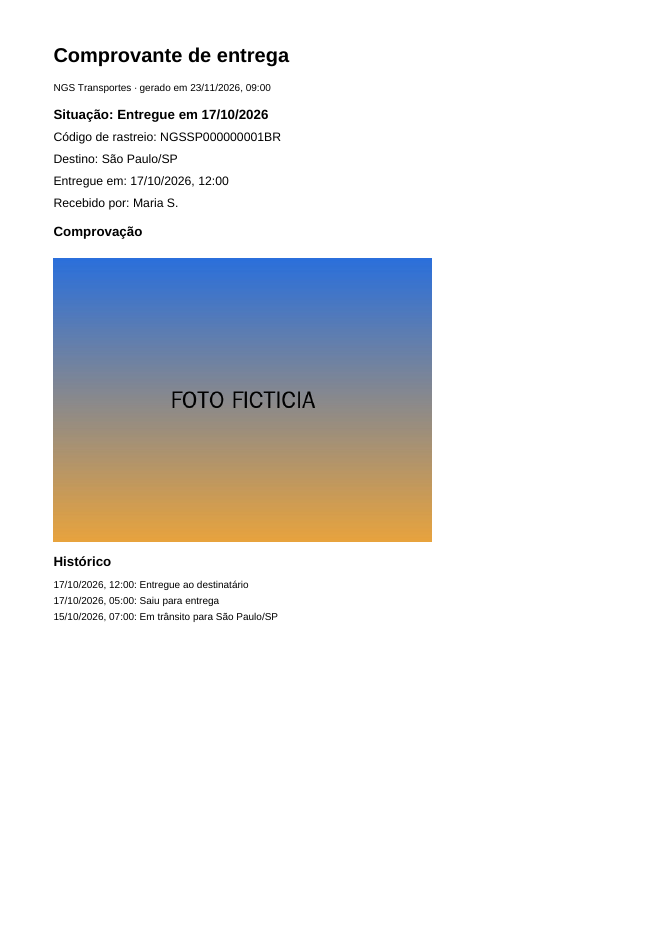 Comprovante de entrega
NGS Transportes · gerado em 23/11/2026, 09:00
Situação: Entregue em 17/10/2026
Código de rastreio: NGSSP000000001BR
Destino: São Paulo/SP
Entregue em: 17/10/2026, 12:00
Recebido por: Maria S.
Comprovação
FOTO FICTICIA
Histórico
17/10/2026, 12:00: Entregue ao destinatário
17/10/2026, 05:00: Saiu para entrega
15/10/2026, 07:00: Em trânsito para São Paulo/SP